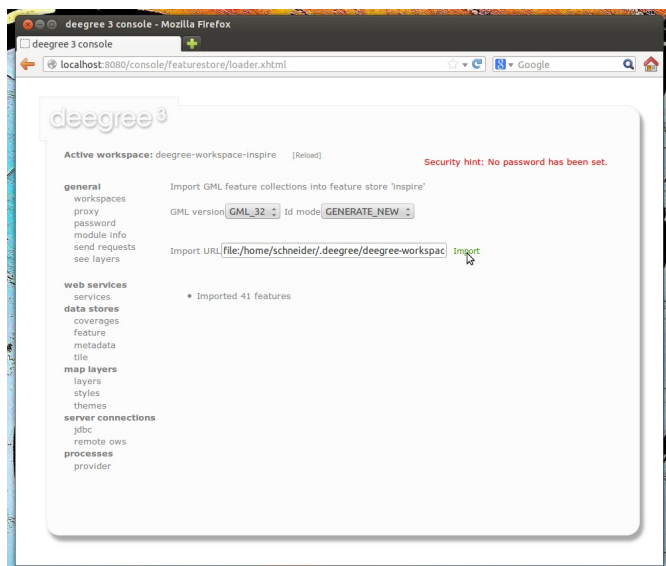 deegree 3 console - Mozilla Firefox
deegree 3 console
localhost:8080/console/featurestore/loader.xhtml
Google
deegree 3
Active workspace: deegree-workspace-inspire [Reload]
Security hint: No password has been set.
general
workspaces
proxy
password
module info
send requests
see layers
web services
services
data stores
coverages
feature
metadata
tile
map layers
layers
styles
themes
server connections
jdbc
remote ows
processes
provider
Import GML feature collections into feature store 'inspire'
GML version GML_32 Id mode GENERATE_NEW
Import URL file:/home/schneider/.deegree/deegree-workspac Import
• Imported 41 features